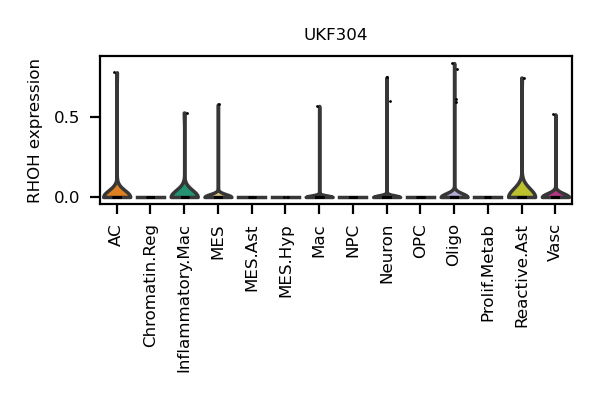 UKF304
RHOH expression
0.5
0.0
AC
Chromatin.Reg
Inflammatory.Mac
MES
MES.Ast
MES.Hyp
Mac
NPC
Neuron
OPC
Oligo
Prolif.Metab
Reactive.Ast
Vasc